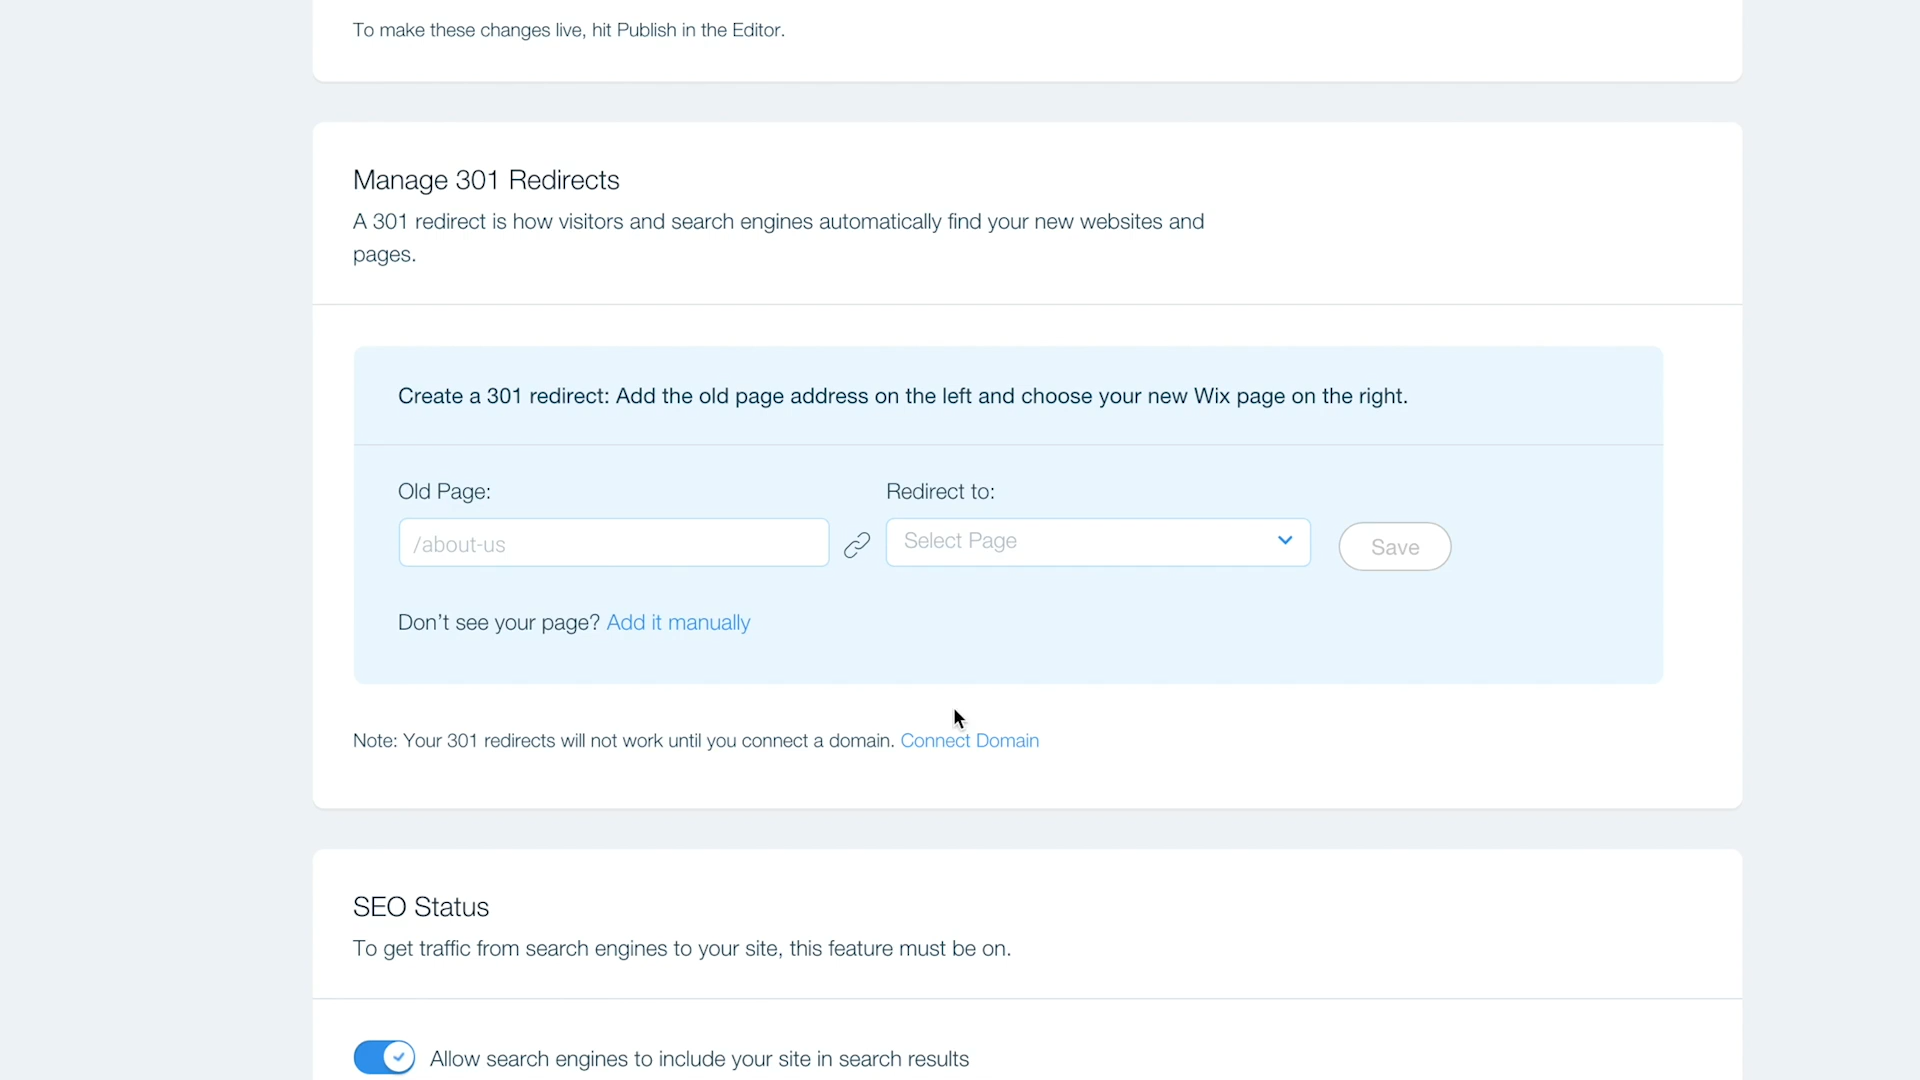 To make these changes live, hit Publish in the Editor.
Manage 301 Redirects
A 301 redirect is how visitors and search engines automatically find your new websites and
pages.
Create a 301 redirect: Add the old page address on the left and choose your new Wix page on the right.
Old Page:
Redirect to:
/about-us
Select Page
Save
Don't see your page? Add it manually
Note: Your 301 redirects will not work until you connect a domain. Connect Domain
SEO Status
To get traffic from search engines to your site, this feature must be on.
Allow search engines to include your site in search results